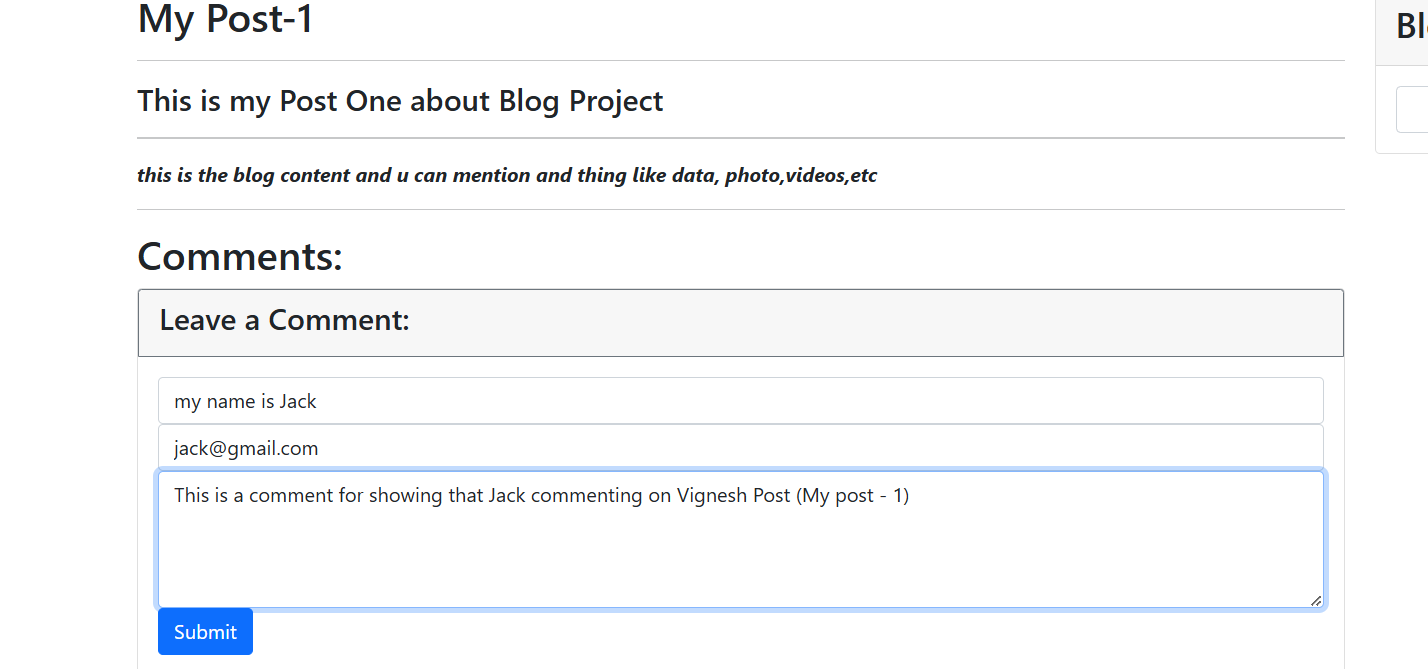 My Post-1
This is my Post One about Blog Project
this is the blog content and u can mention and thing like data, photo,videos,etc
Comments:
Leave a Comment:
my name is Jack
jack@gmail.com
This is a comment for showing that Jack commenting on Vignesh Post (My post - 1)
Submit